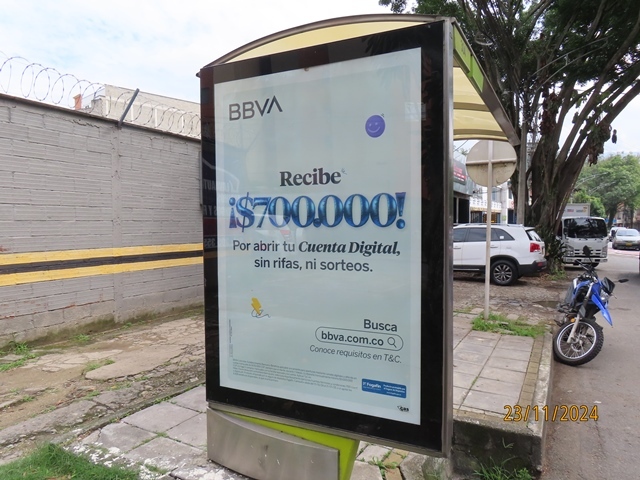 BBVA
Recibe
¡$700.000!
Por abrir tu Cuenta Digital,
sin rifas, ni sorteos.
Busca
bbva.com.co
Conoce requisitos en T&C.
Fogafín
23/11/2024